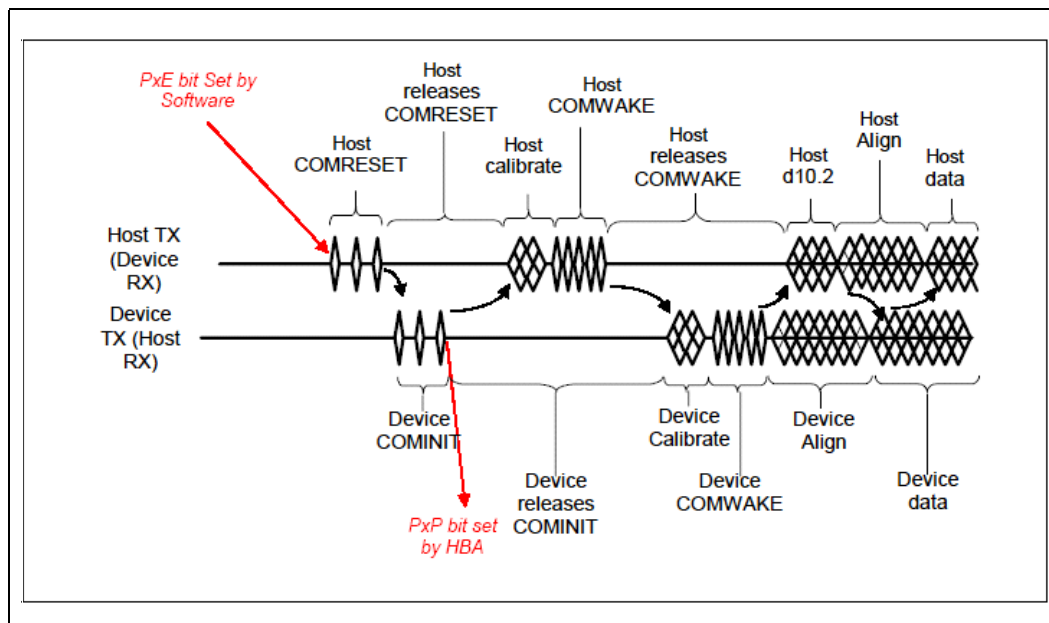 PxE bit Set by
Software
Host
COMRESET
Host
releases
COMRESET
Host
calibrate
Host
COMWAKE
Host
releases
COMWAKE
Host
d10.2
Host
Align
Host
data
Host TX
(Device
RX)
Device
TX (Host
RX)
Device
COMINIT
PxP bit set
by HBA
Device
releases
COMINIT
Device
Calibrate
Device
COMWAKE
Device
Align
Device
data